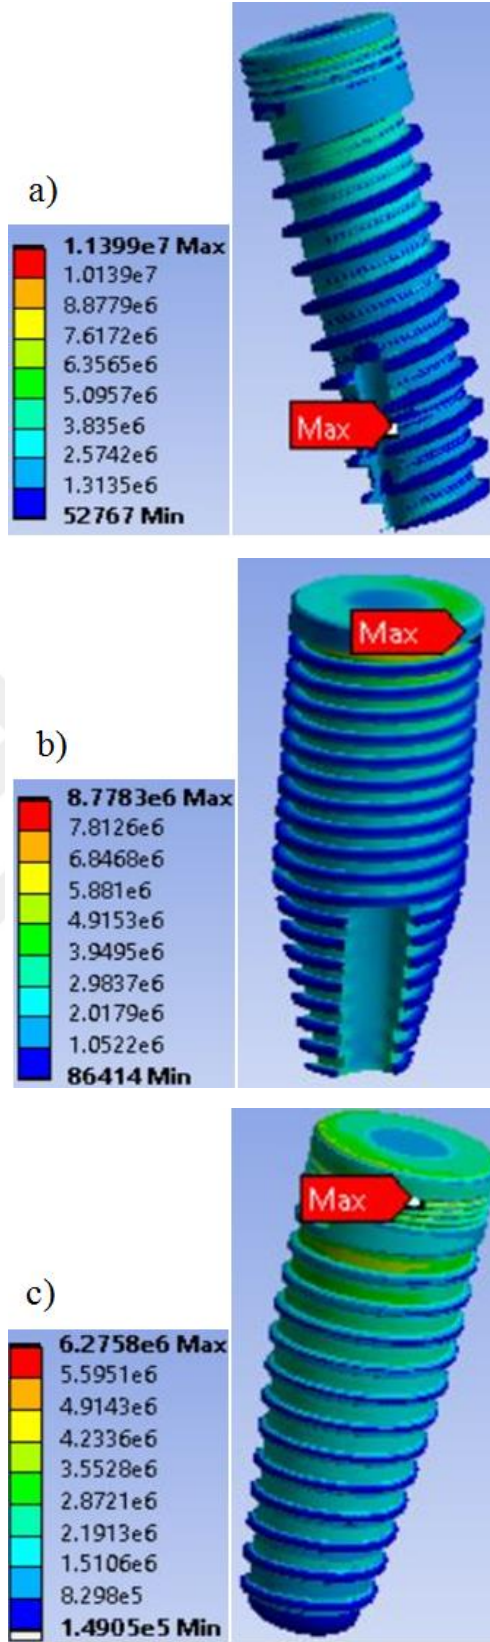 a)
1.1399e7 Max
1.0139e7
8.8779e6
7.6172e6
6.3565e6
5.0957e6
3.835e6
2.5742e6
1.3135e6
52767 Min
Max
b)
8.7783e6 Max
7.8126e6
6.8468e6
5.881e6
4.9153e6
3.9495e6
2.9837e6
2.0179e6
1.0522e6
86414 Min
Max
c)
6.2758e6 Max
5.5951e6
4.9143e6
4.2336e6
3.5528e6
2.8721e6
2.1913e6
1.5106e6
8.298e5
1.4905e5 Min
Max